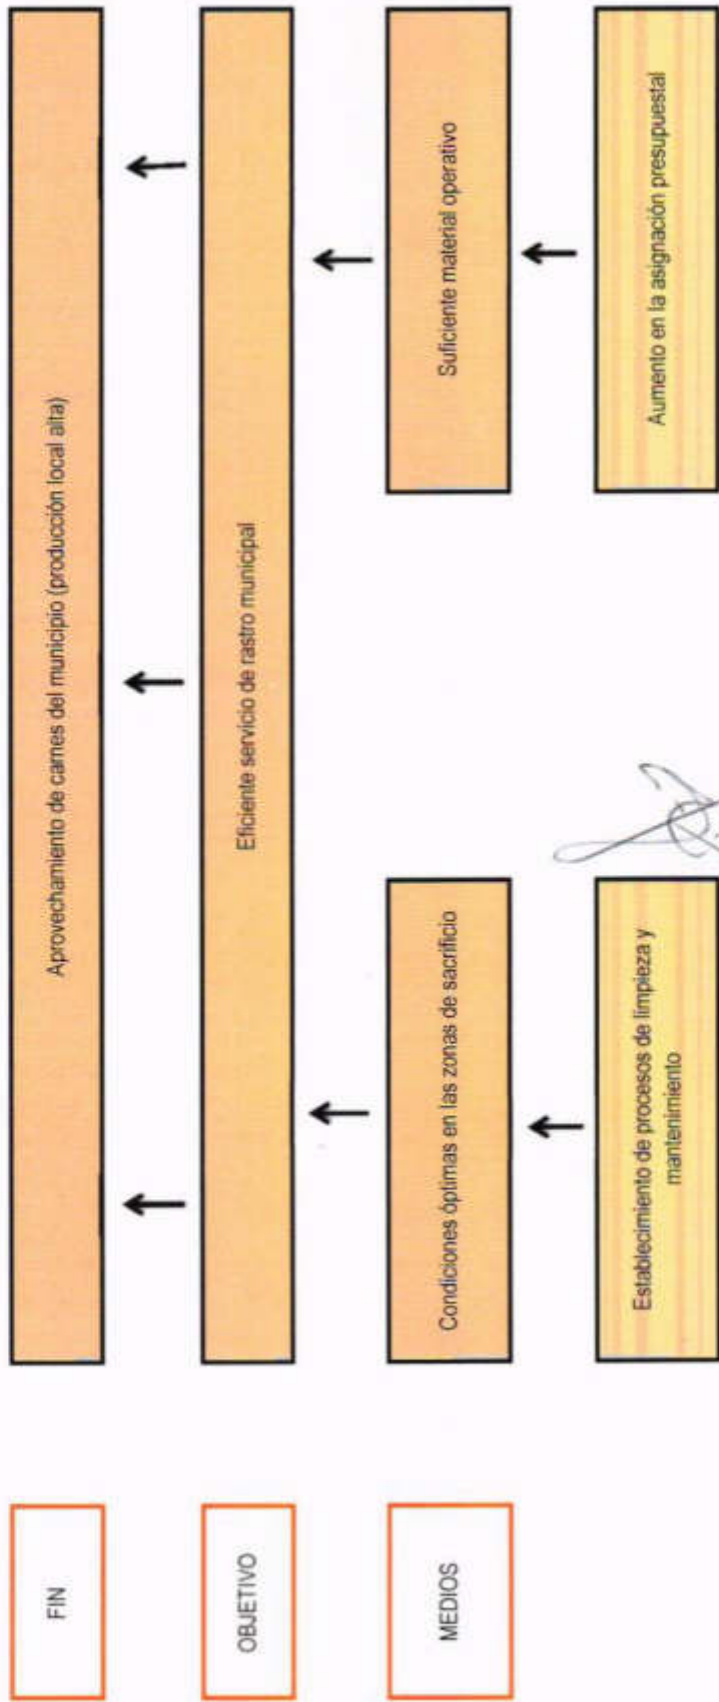 FIN
Aprovechamiento de carnes del municipio (producción local alta)
OBJETIVO
Eficiente servicio de rastro municipal
MEDIOS
Condiciones óptimas en las zonas de sacrificio
Suficiente material operativo
Establecimiento de procesos de limpieza y
mantenimiento
Aumento en la asignación presupuestal